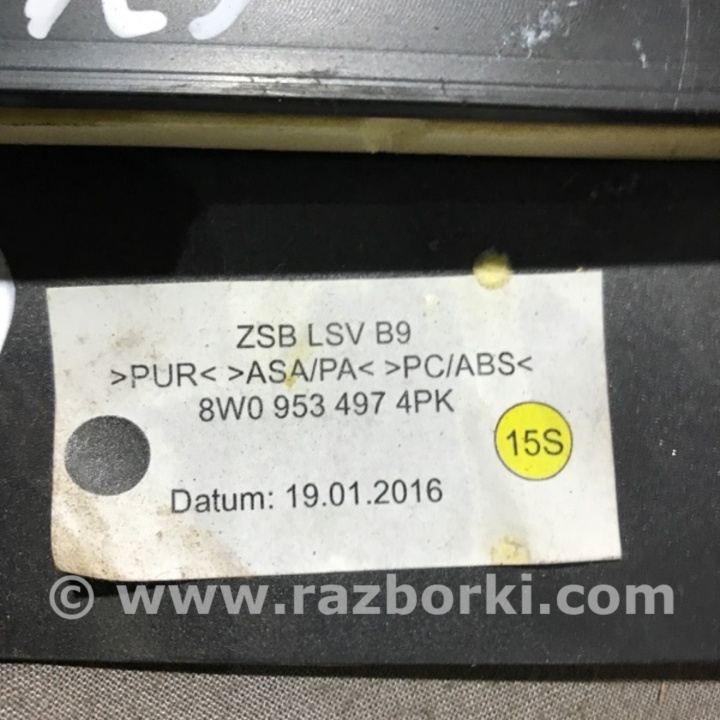 ZSB LSV B9
>PUR< >ASA/PA< >PC/ABS<
8W0 953 497 4PK
15S
Datum: 19.01.2016
© www.razborki.com